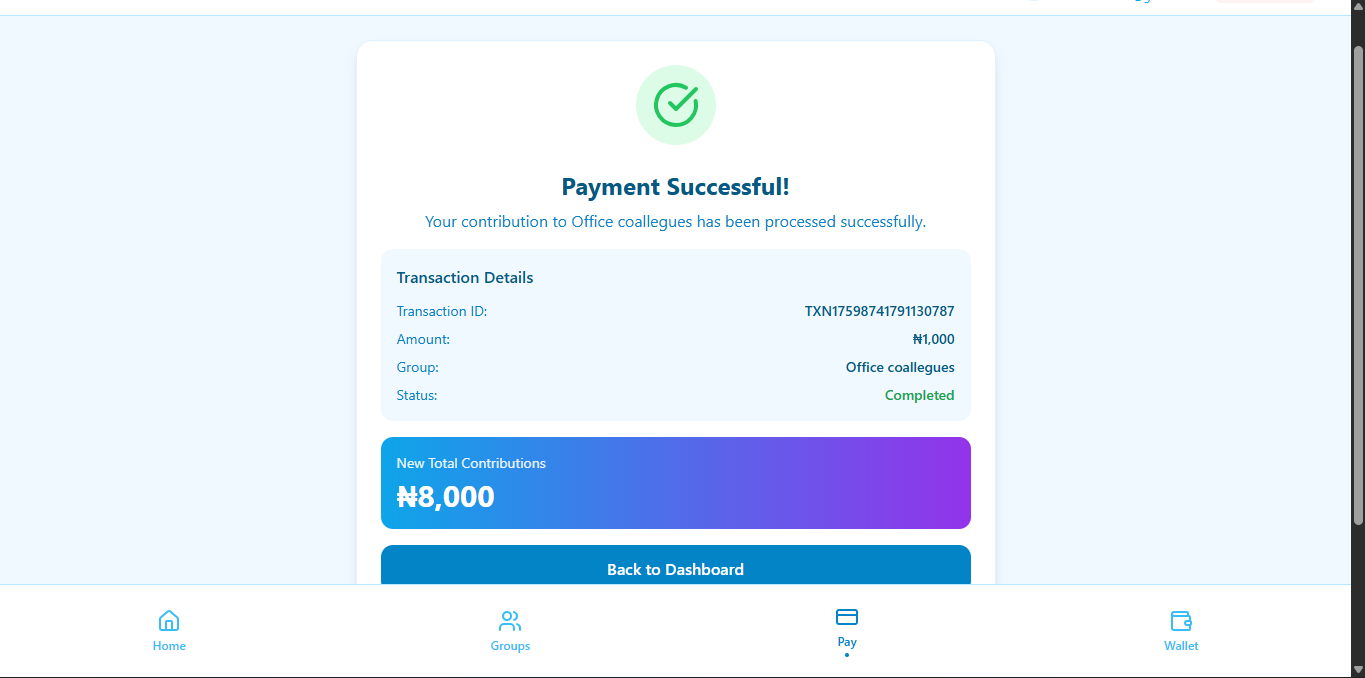 Payment Successful!
Your contribution to Office coallegues has been processed successfully.
Transaction Details
Transaction ID: TXN17598741791130787
Amount: ₦1,000
Group: Office coallegues
Status: Completed
New Total Contributions
₦8,000
Back to Dashboard
Home Groups Pay Wallet